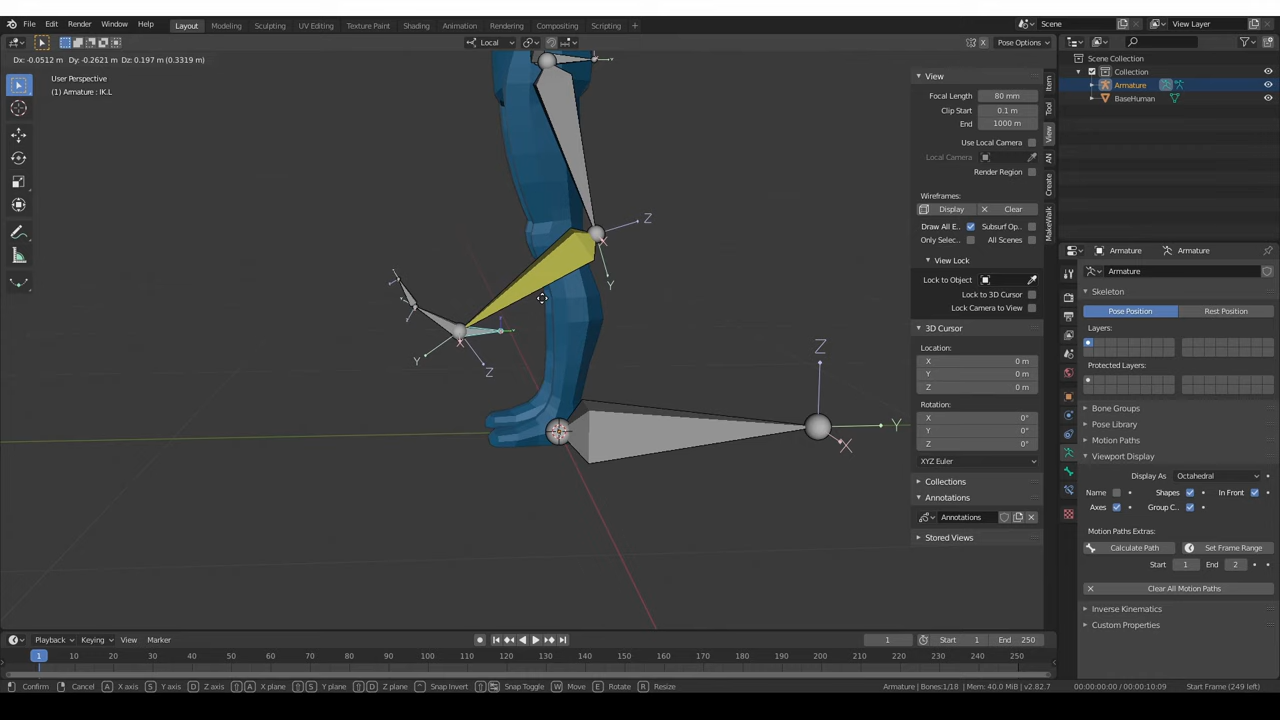 File Edit Render Window Help Layout Modeling Sculpting UV Editing Texture Paint Shading Animation Rendering Compositing Scripting + Scene View Layer
Local Pose Options
Dx: -0.0512 m Dy: -0.2621 m Dz: 0.197 m (0.3319 m)
User Perspective
(1) Armature : IK.L
Z
Y
X
Y
Z
X
Z
Y
X
View
Focal Length 80 mm
Clip Start 0.1 m
End 1000 m
Use Local Camera
Local Camera
Render Region
Wireframes:
Display Clear
Draw All E.. Subsurf Op..
Only Selec.. All Scenes
View Lock
Lock to Object
Lock to 3D Cursor
Lock Camera to View
3D Cursor
Location:
X 0 m
Y 0 m
Z 0 m
Rotation:
X 0°
Y 0°
Z 0°
XYZ Euler
Collections
Annotations
Annotations
Stored Views
Item
Tool
View
AN
Create
MakeWalk
Scene Collection
Collection
Armature
BaseHuman
Armature Armature
Armature
Skeleton
Pose Position Rest Position
Layers:
Protected Layers:
Bone Groups
Pose Library
Motion Paths
Viewport Display
Display As Octahedral
Name Shapes In Front
Axes Group C..
Motion Paths Extras:
Calculate Path Set Frame Range
Start 1 End 2
Clear All Motion Paths
Inverse Kinematics
Custom Properties
Playback Keying View Marker 1 Start 1 End 250
1 10 20 30 40 50 60 70 80 90 100 110 120 130 140 150 160 170 180 190 200 210 220 230 240 250
Confirm Cancel A X axis S Y axis D Z axis A X plane S Y plane D Z plane Snap Invert Snap Toggle W Move E Rotate R Resize Armature | Bones:1/18 | Mem: 40.0 MiB | v2.82.7 00:00:00:00 / 00:00:10:09 Start Frame (249 left)